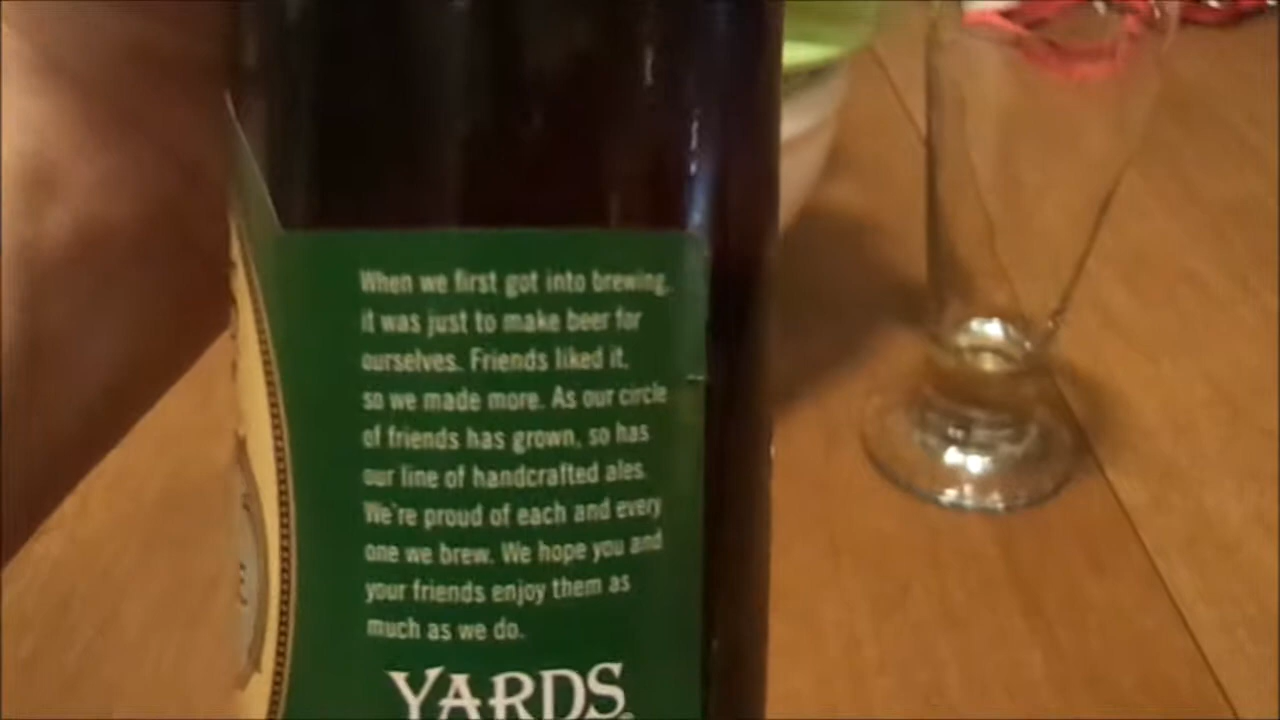 When we first got into brewing,
it was just to make beer for
ourselves. Friends liked it,
so we made more. As our circle
of friends has grown, so has
our line of handcrafted ales.
We're proud of each and every
one we brew. We hope you and
your friends enjoy them as
much as we do.
YARDS